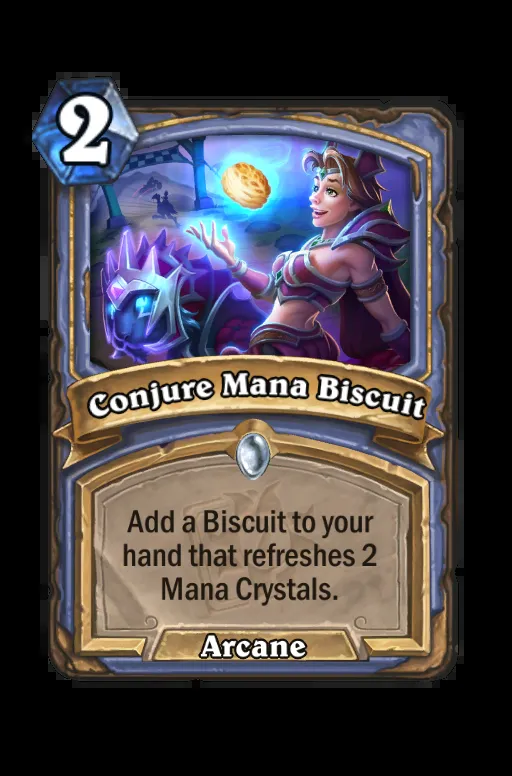 2
Conjure Mana Biscuit
Add a Biscuit to your
hand that refreshes 2
Mana Crystals.
Arcane